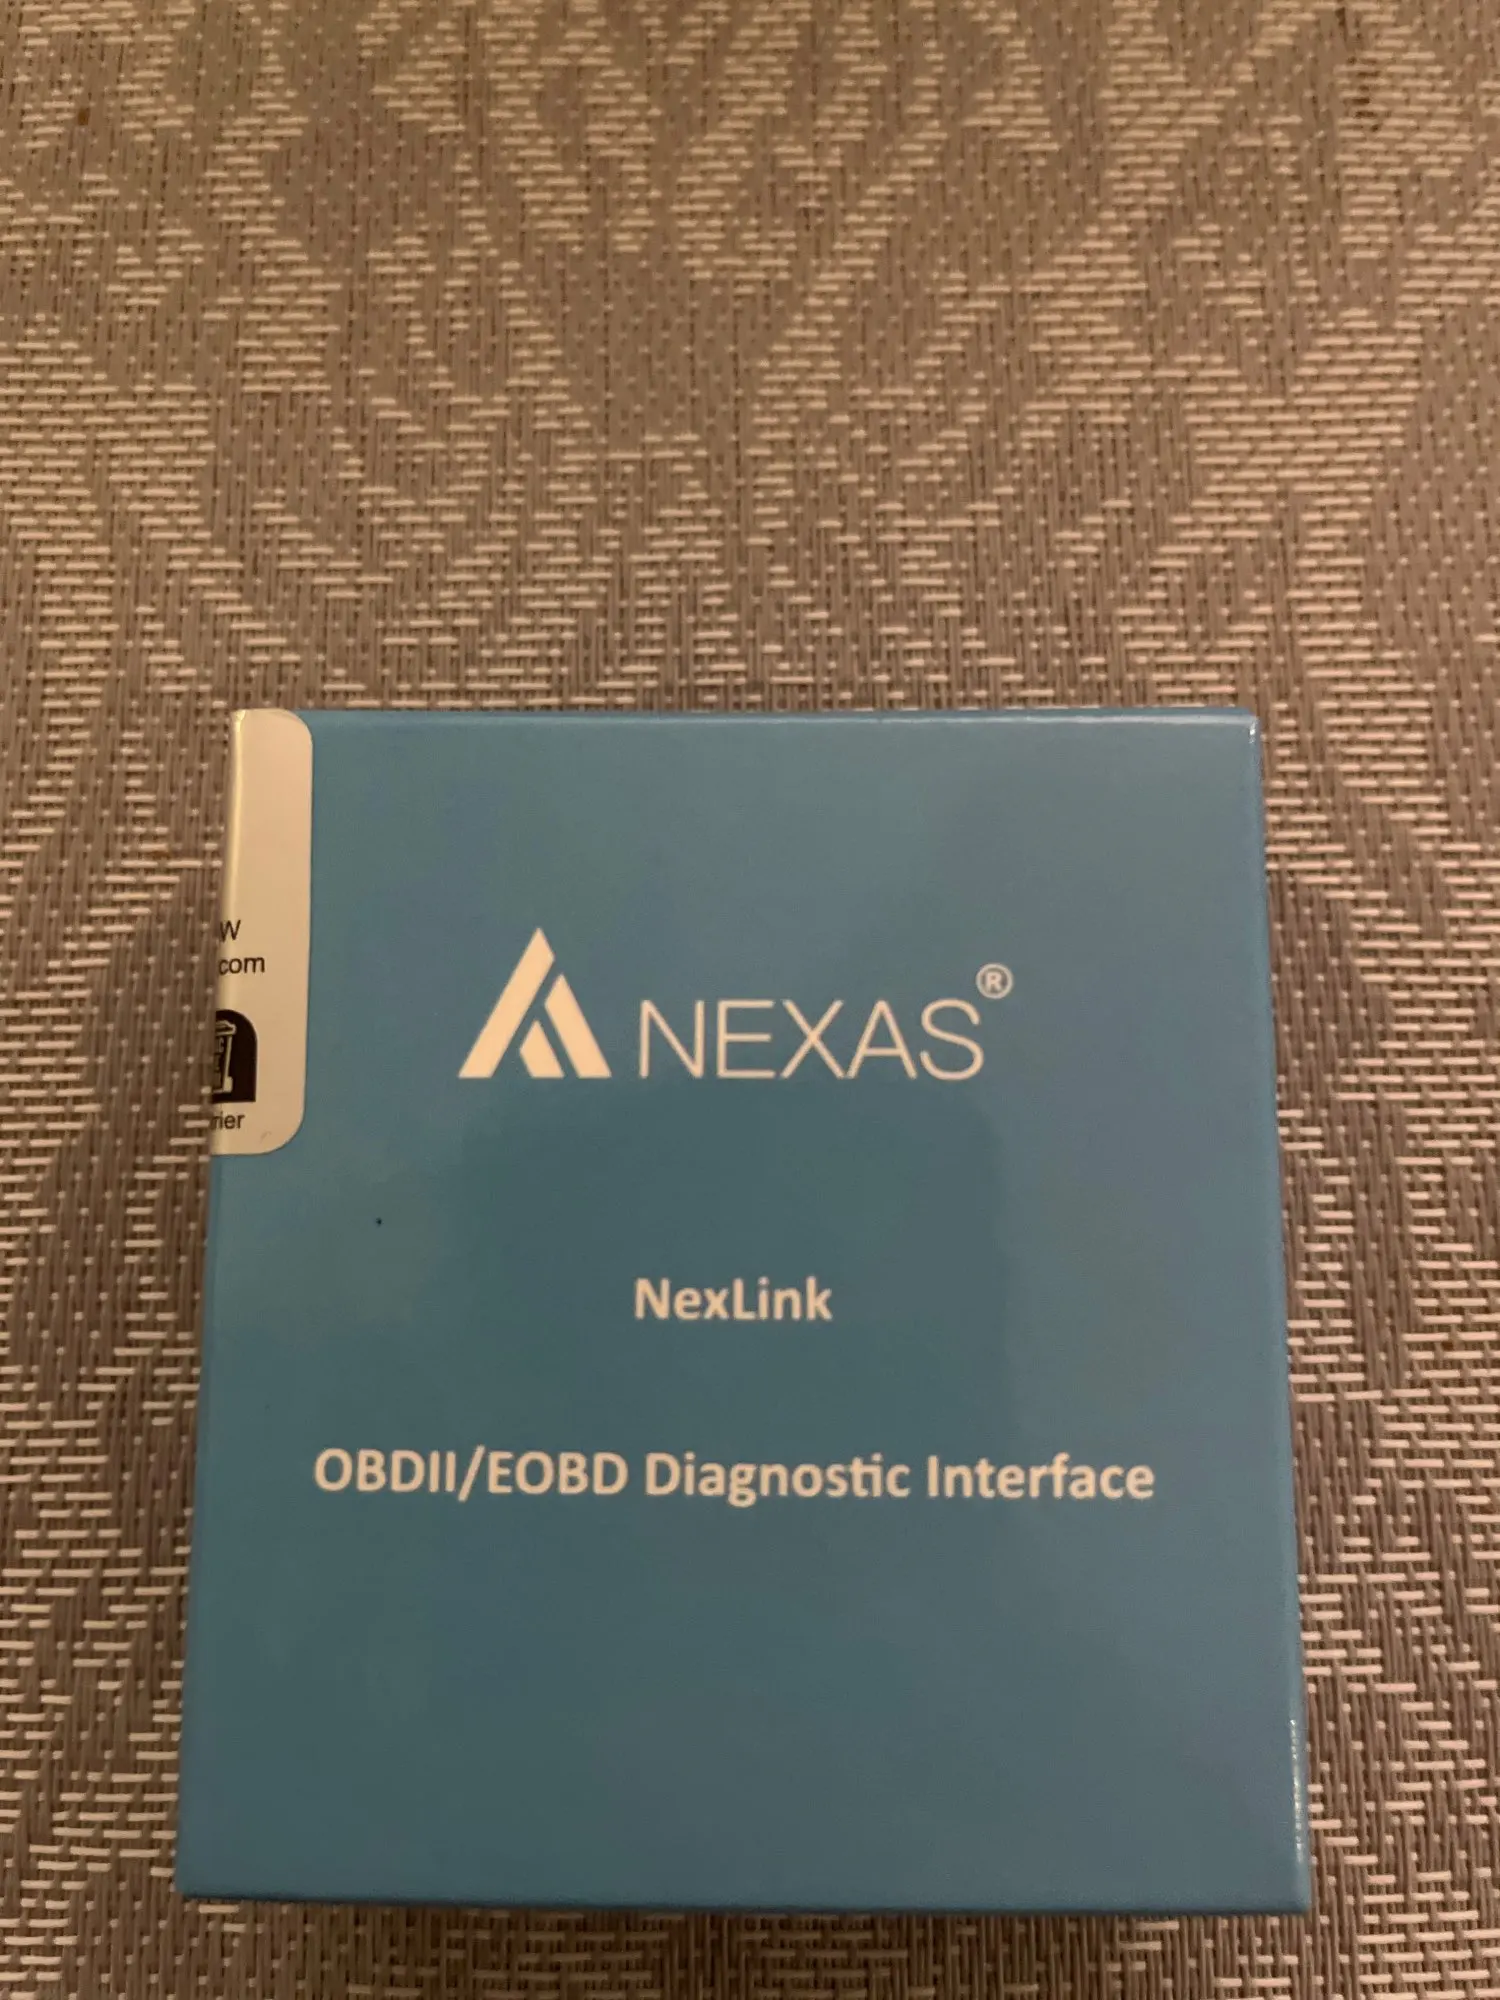 W
com
rier
NEXAS®
NexLink
OBDII/EOBD Diagnostic Interface